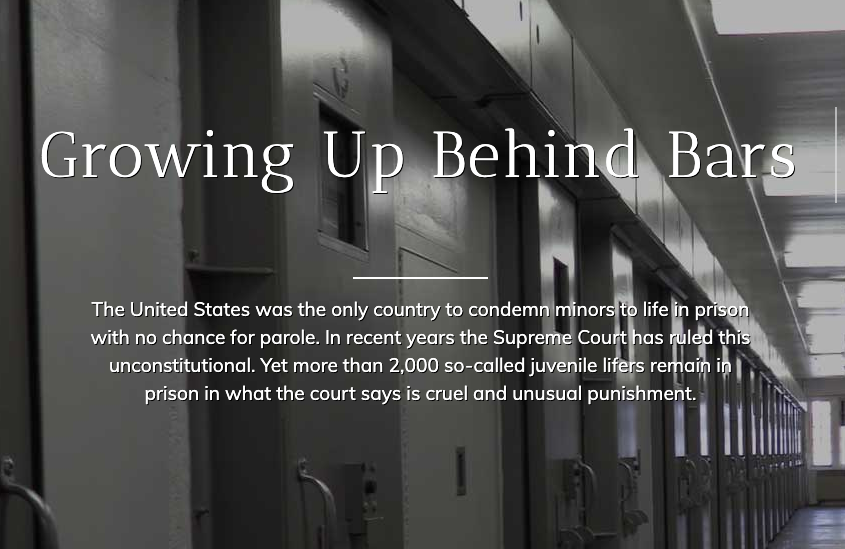 Growing Up Behind Bars
The United States was the only country to condemn minors to life in prison
with no chance for parole. In recent years the Supreme Court has ruled this
unconstitutional. Yet more than 2,000 so-called juvenile lifers remain in
prison in what the court says is cruel and unusual punishment.